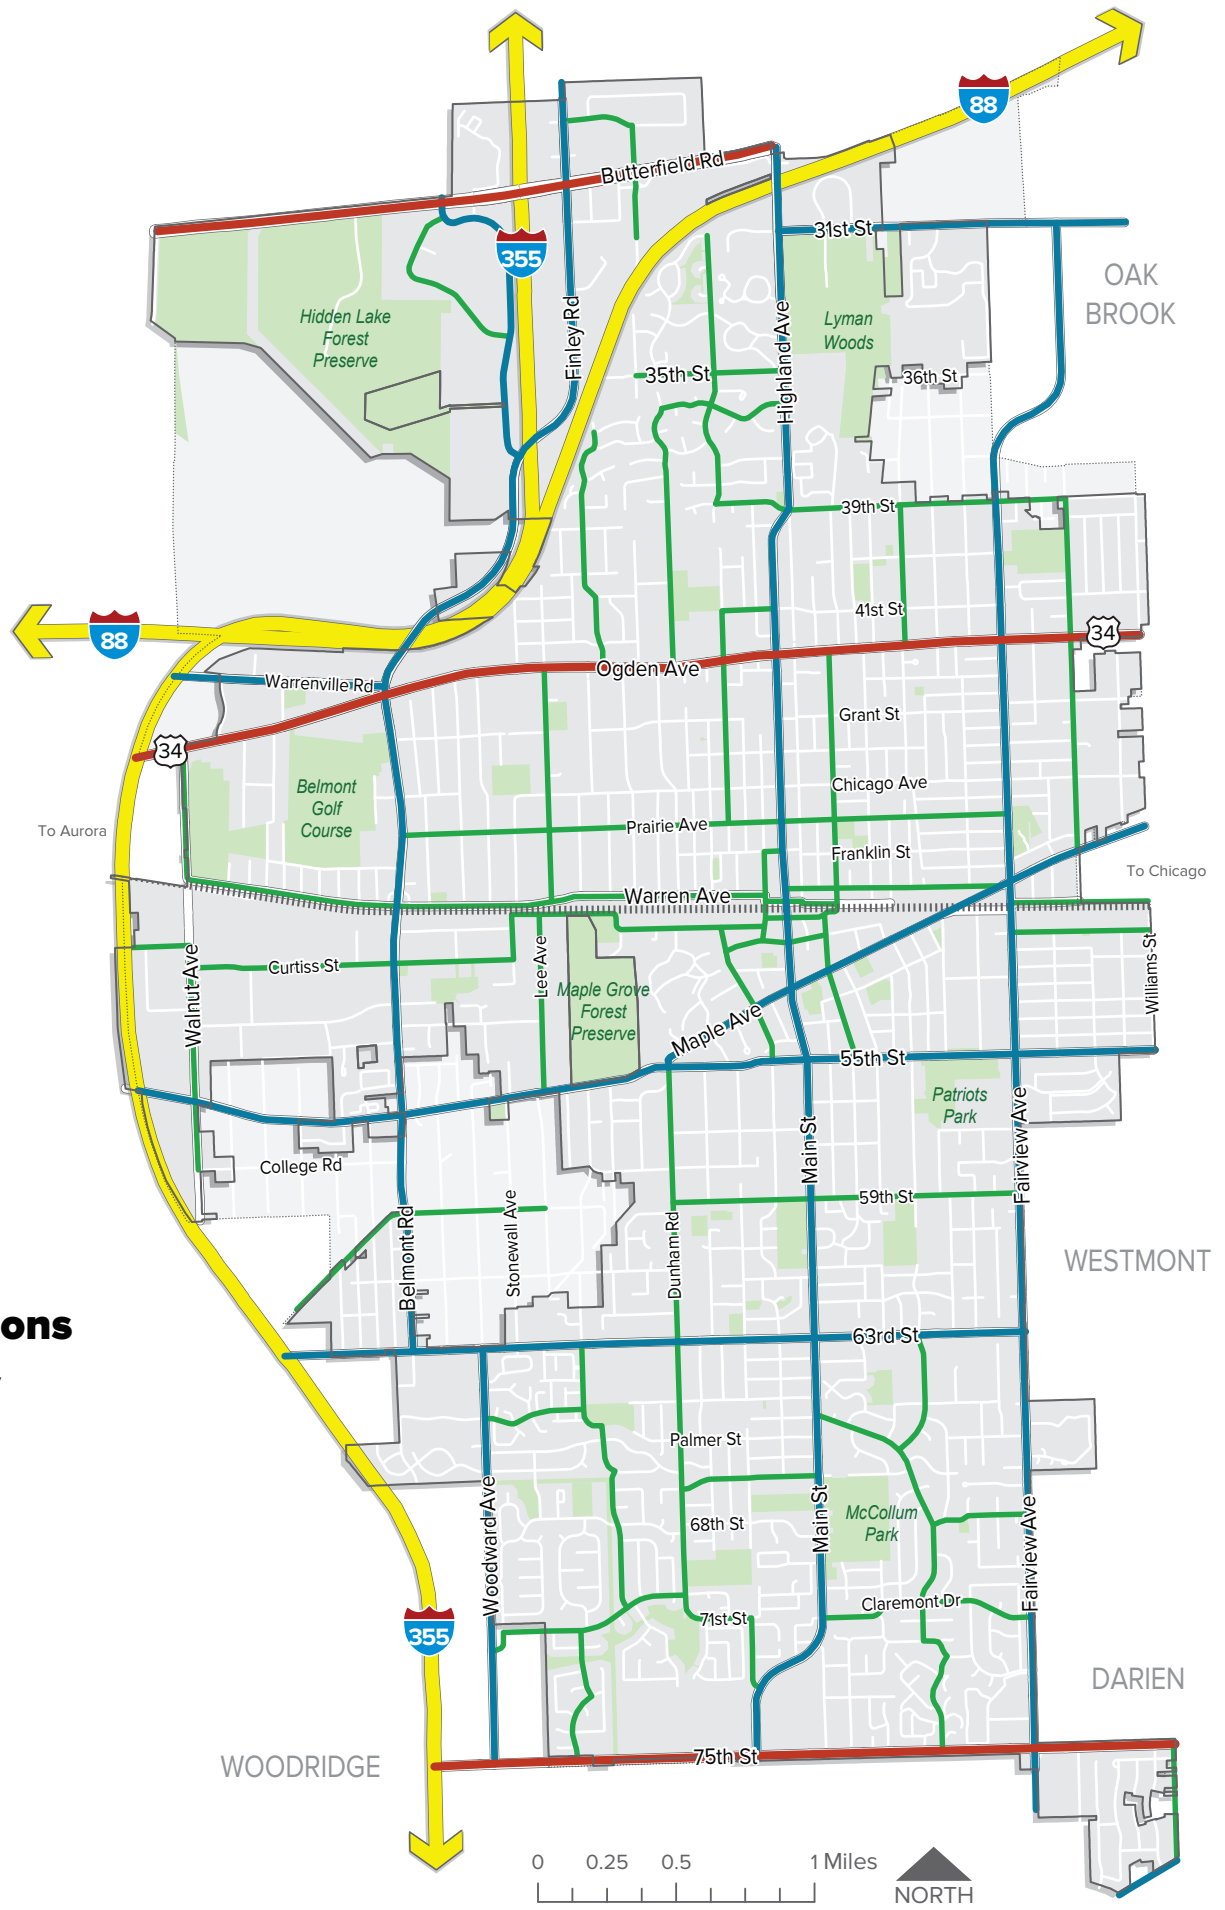 88
Butterfield Rd
31st St
355
OAK
BROOK
Hidden Lake
Forest
Preserve
Finley Rd
Highland Ave
Lyman
Woods
35th St
36th St
39th St
41st St
88
34
Ogden Ave
Warrenville Rd
Grant St
34
Chicago Ave
Belmont
Golf
Course
To Aurora
Prairie Ave
Franklin St
To Chicago
Warren Ave
Walnut Ave
Curtiss St
Lee Ave
Maple Grove
Forest
Preserve
Williams St
Maple Ave
55th St
Patriots
Park
Main St
Fairview Ave
College Rd
59th St
Belmont Rd
Stonewall Ave
Dunham Rd
WESTMONT
ons
63rd St
Palmer St
Woodward Ave
Main St
McCollum
Park
68th St
Fairview Ave
Claremont Dr
71st St
355
DARIEN
WOODRIDGE
75th St
0 0.25 0.5 1 Miles
NORTH